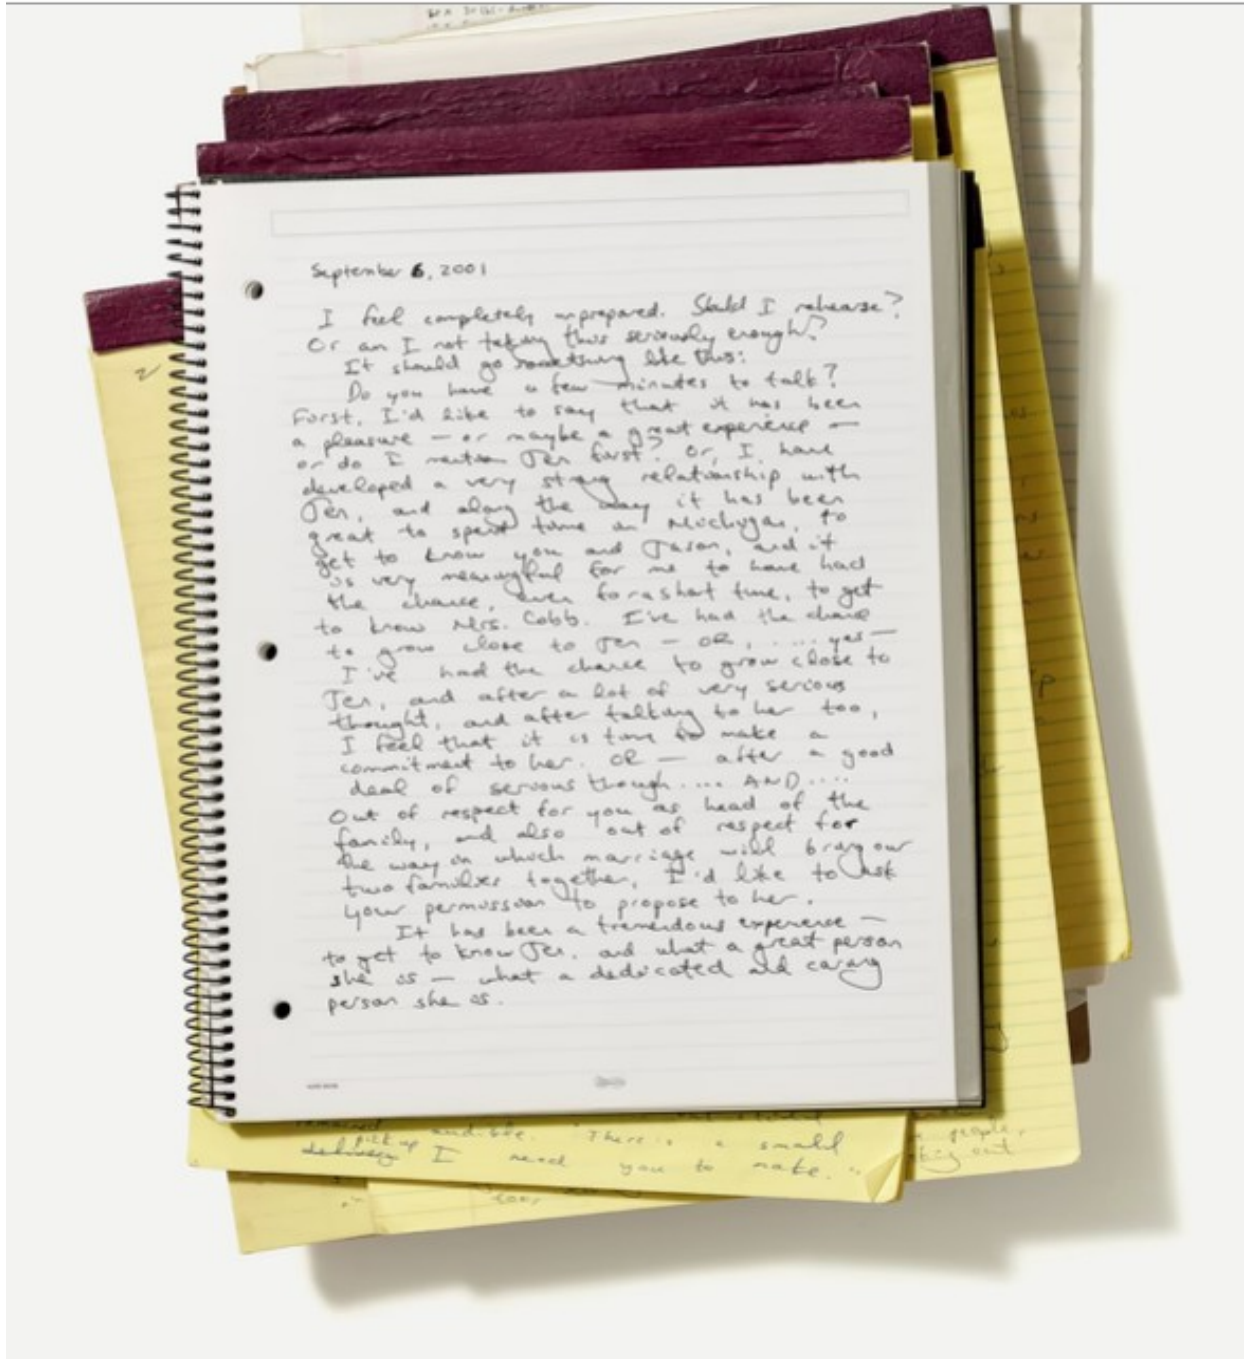 September 6, 2001
I feel completely unprepared. Should I rehearse?
Or am I not taking this seriously enough?
It should go something like this:
Do you have a few minutes to talk?
First, I'd like to say that it has been
a pleasure — or maybe a great experience —
or do I mention Jen first? Or, I have
developed a very strong relationship with
Jen, and along the way it has been
great to spend time in Michigan, to
get to know you and Jason, and it
is very meaningful for me to have had
the chance, even for a short time, to get
to know Mrs. Cobb. I've had the chance
to grow close to Jen — OR, .... yes —
I've had the chance to grow close to
Jen, and after a lot of very serious
thought, and after talking to her too,
I feel that it is time to make a
commitment to her. OR — after a good
deal of serious though .... AND ....
Out of respect for you as head of the
family, and also out of respect for
the way in which marriage will bring our
two families together, I'd like to ask
your permission to propose to her.
It has been a tremendous experience —
to get to know Jen, and what a great person
she is — what a dedicated and caring
person she is.
remained audible. "There is a small
pick up
delivery I need you to make."
people,
out